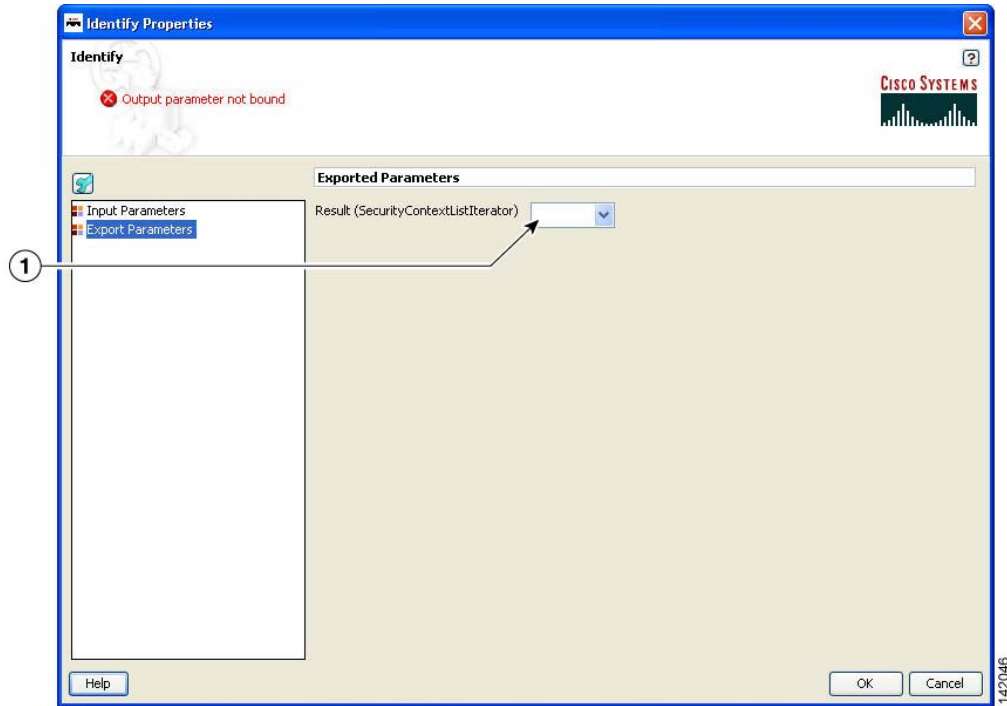 Identify Properties
Identify
?
Output parameter not bound
CISCO SYSTEMS
Exported Parameters
Input Parameters
Export Parameters
Result (SecurityContextListIterator)
1
Help
OK
Cancel
142046